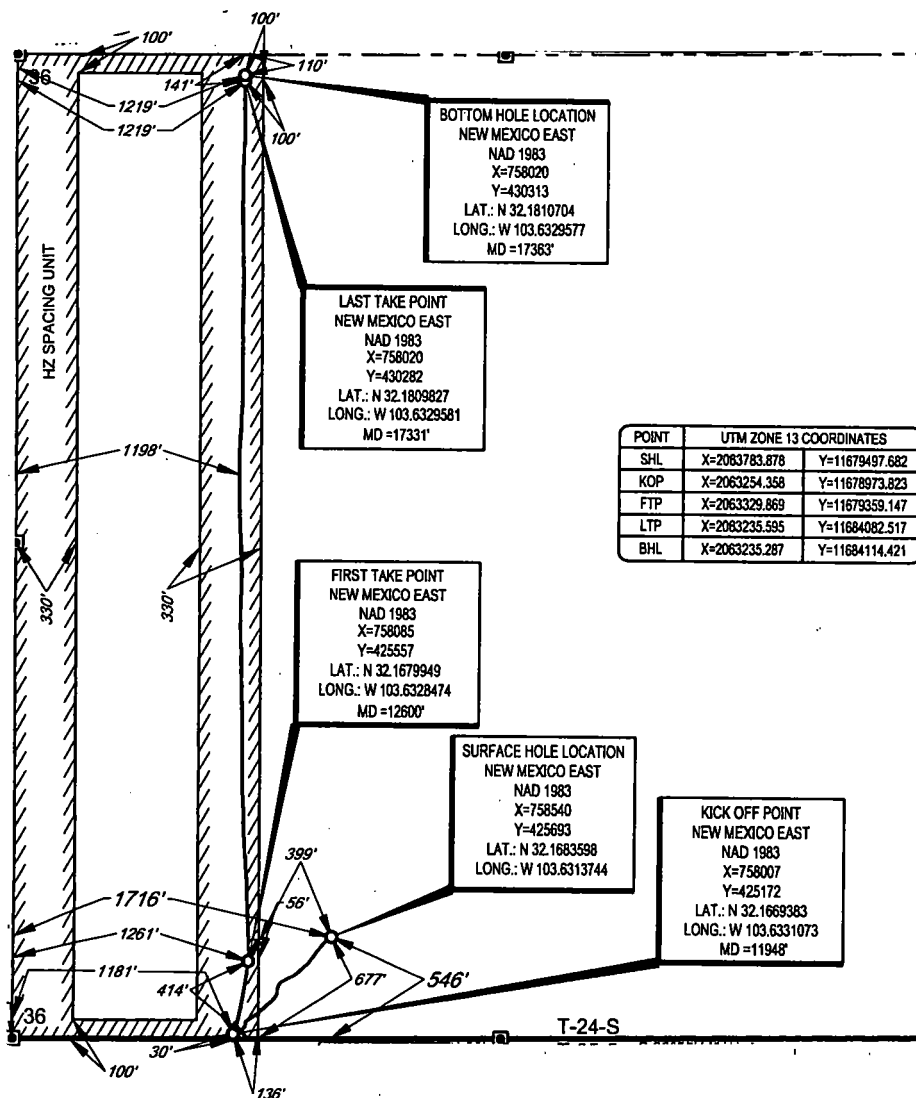 100'
100'
110'
36
141'
1219'
1219'
100'
BOTTOM HOLE LOCATION
NEW MEXICO EAST
NAD 1983
X=758020
Y=430313
LAT.: N 32.1810704
LONG.: W 103.6329577
MD =17363'
HZ SPACING UNIT
LAST TAKE POINT
NEW MEXICO EAST
NAD 1983
X=758020
Y=430282
LAT.: N 32.1809827
LONG.: W 103.6329581
MD =17331'
1198'
POINT UTM ZONE 13 COORDINATES
SHL X=2063783.878 Y=11679497.682
KOP X=2063254.358 Y=11678973.823
FTP X=2063329.869 Y=11679359.147
LTP X=2063235.595 Y=11684082.517
BHL X=2063235.287 Y=11684114.421
330'
330'
FIRST TAKE POINT
NEW MEXICO EAST
NAD 1983
X=758085
Y=425557
LAT.: N 32.1679949
LONG.: W 103.6328474
MD =12600'
SURFACE HOLE LOCATION
NEW MEXICO EAST
NAD 1983
X=758540
Y=425693
LAT.: N 32.1683598
LONG.: W 103.6313744
KICK OFF POINT
NEW MEXICO EAST
NAD 1983
X=758007
Y=425172
LAT.: N 32.1669383
LONG.: W 103.6331073
MD =11948'
399'
56'
1716'
1261'
1181'
414'
677'
546'
36
T-24-S
30'
100'
136'